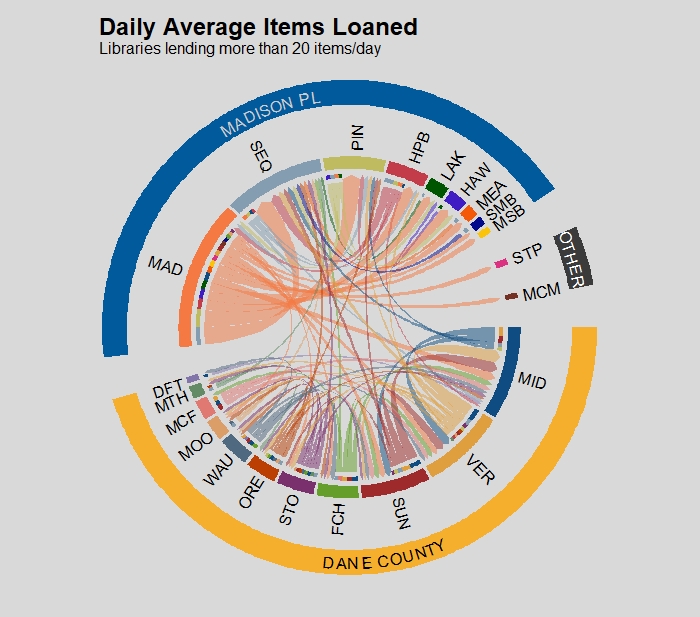 Daily Average Items Loaned
Libraries lending more than 20 items/day
MADISON PL
SEQ
PIN
HPB
LAK
HAW
MEA
SMB
MSB
MAD
OTHER
STP
MCM
MID
DFT
MTH
MCF
MOO
WAU
ORE
STO
FCH
SUN
VER
DANE COUNTY